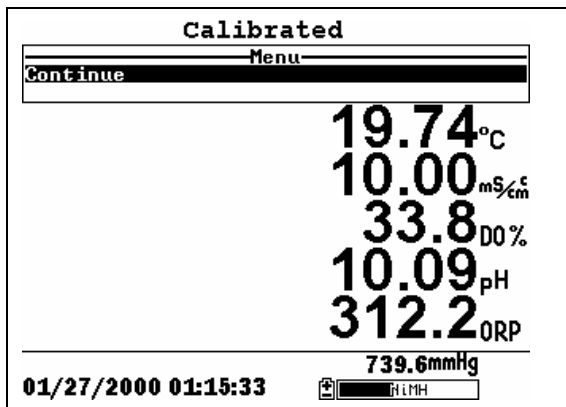 Calibrated
Menu
Continue
19.74°C
10.00mS/cm c
33.8DO%
10.09pH
312.2ORP
739.6mmHg
01/27/2000 01:15:33 NiMH